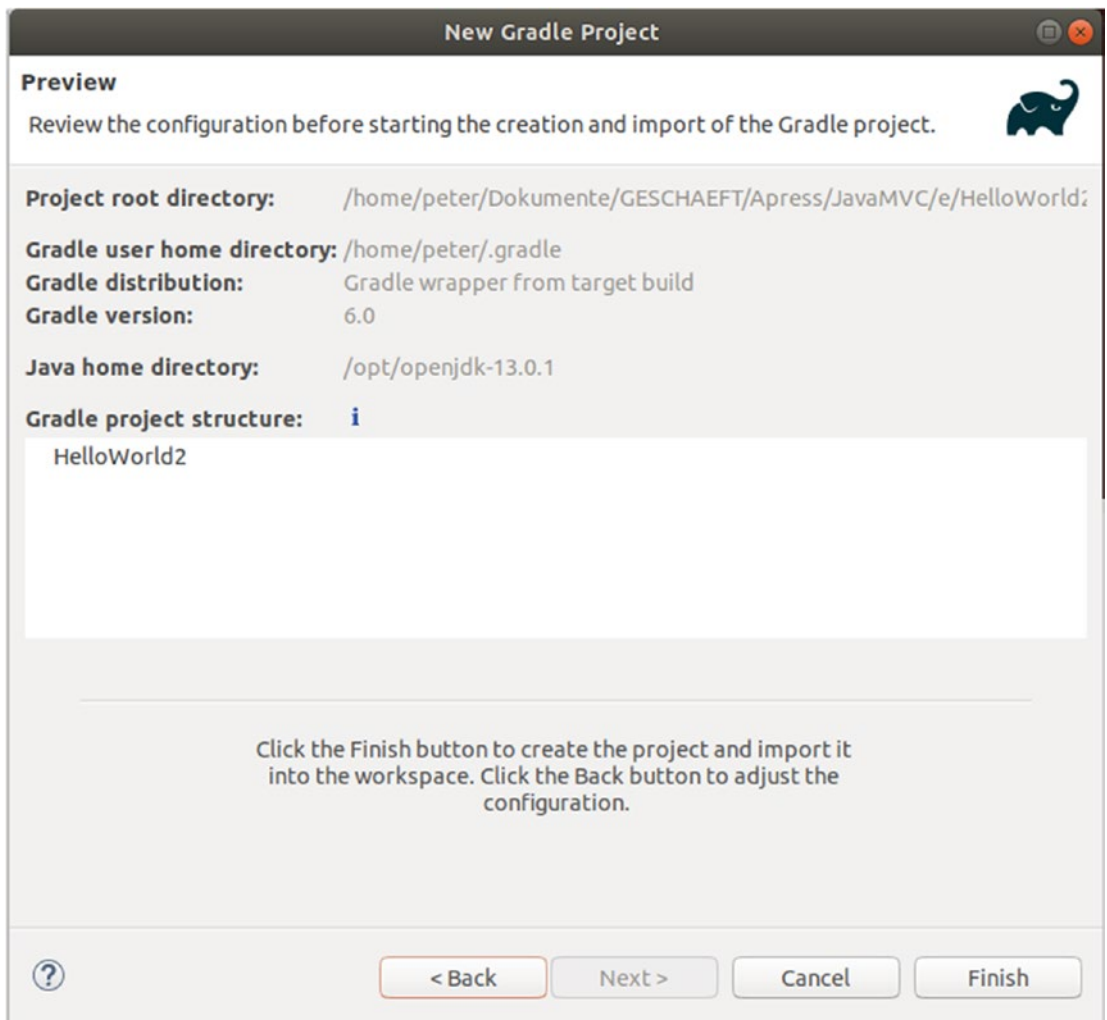 New Gradle Project
Preview
Review the configuration before starting the creation and import of the Gradle project.
Project root directory: /home/peter/Dokumente/GESCHAEFT/Apress/JavaMVC/e/HelloWorld2
Gradle user home directory: /home/peter/.gradle
Gradle distribution: Gradle wrapper from target build
Gradle version: 6.0
Java home directory: /opt/openjdk-13.0.1
Gradle project structure: i
HelloWorld2
Click the Finish button to create the project and import it
into the workspace. Click the Back button to adjust the
configuration.
? < Back Next > Cancel Finish